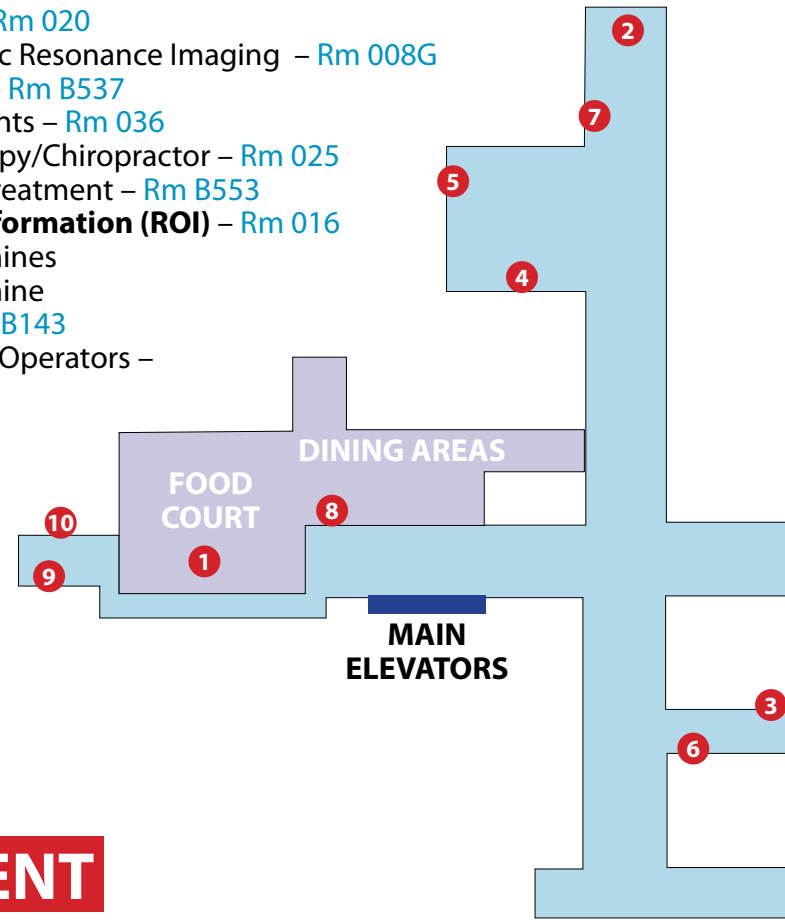 Rm 020
c Resonance Imaging – Rm 008G
Rm B537
nts – Rm 036
py/Chiropractor – Rm 025
reatment – Rm B553
formation (ROI) – Rm 016
ines
ine
B143
Operators –
2
7
5
4
DINING AREAS
FOOD
COURT
8
10
1
9
MAIN
ELEVATORS
3
6
ENT